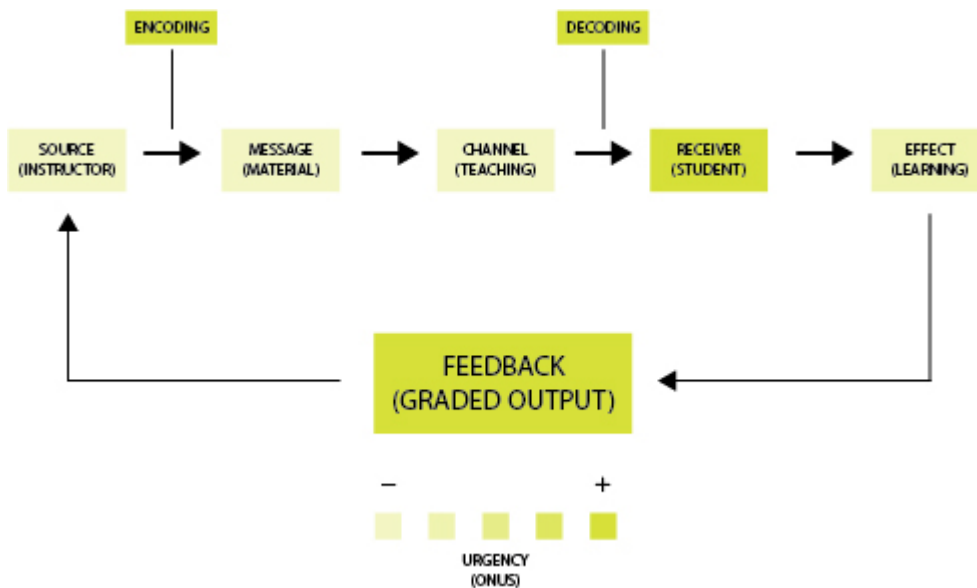 ENCODING
DECODING
SOURCE
(INSTRUCTOR)
MESSAGE
(MATERIAL)
CHANNEL
(TEACHING)
RECEIVER
(STUDENT)
EFFECT
(LEARNING)
FEEDBACK
(GRADED OUTPUT)
– +
URGENCY
(ONUS)